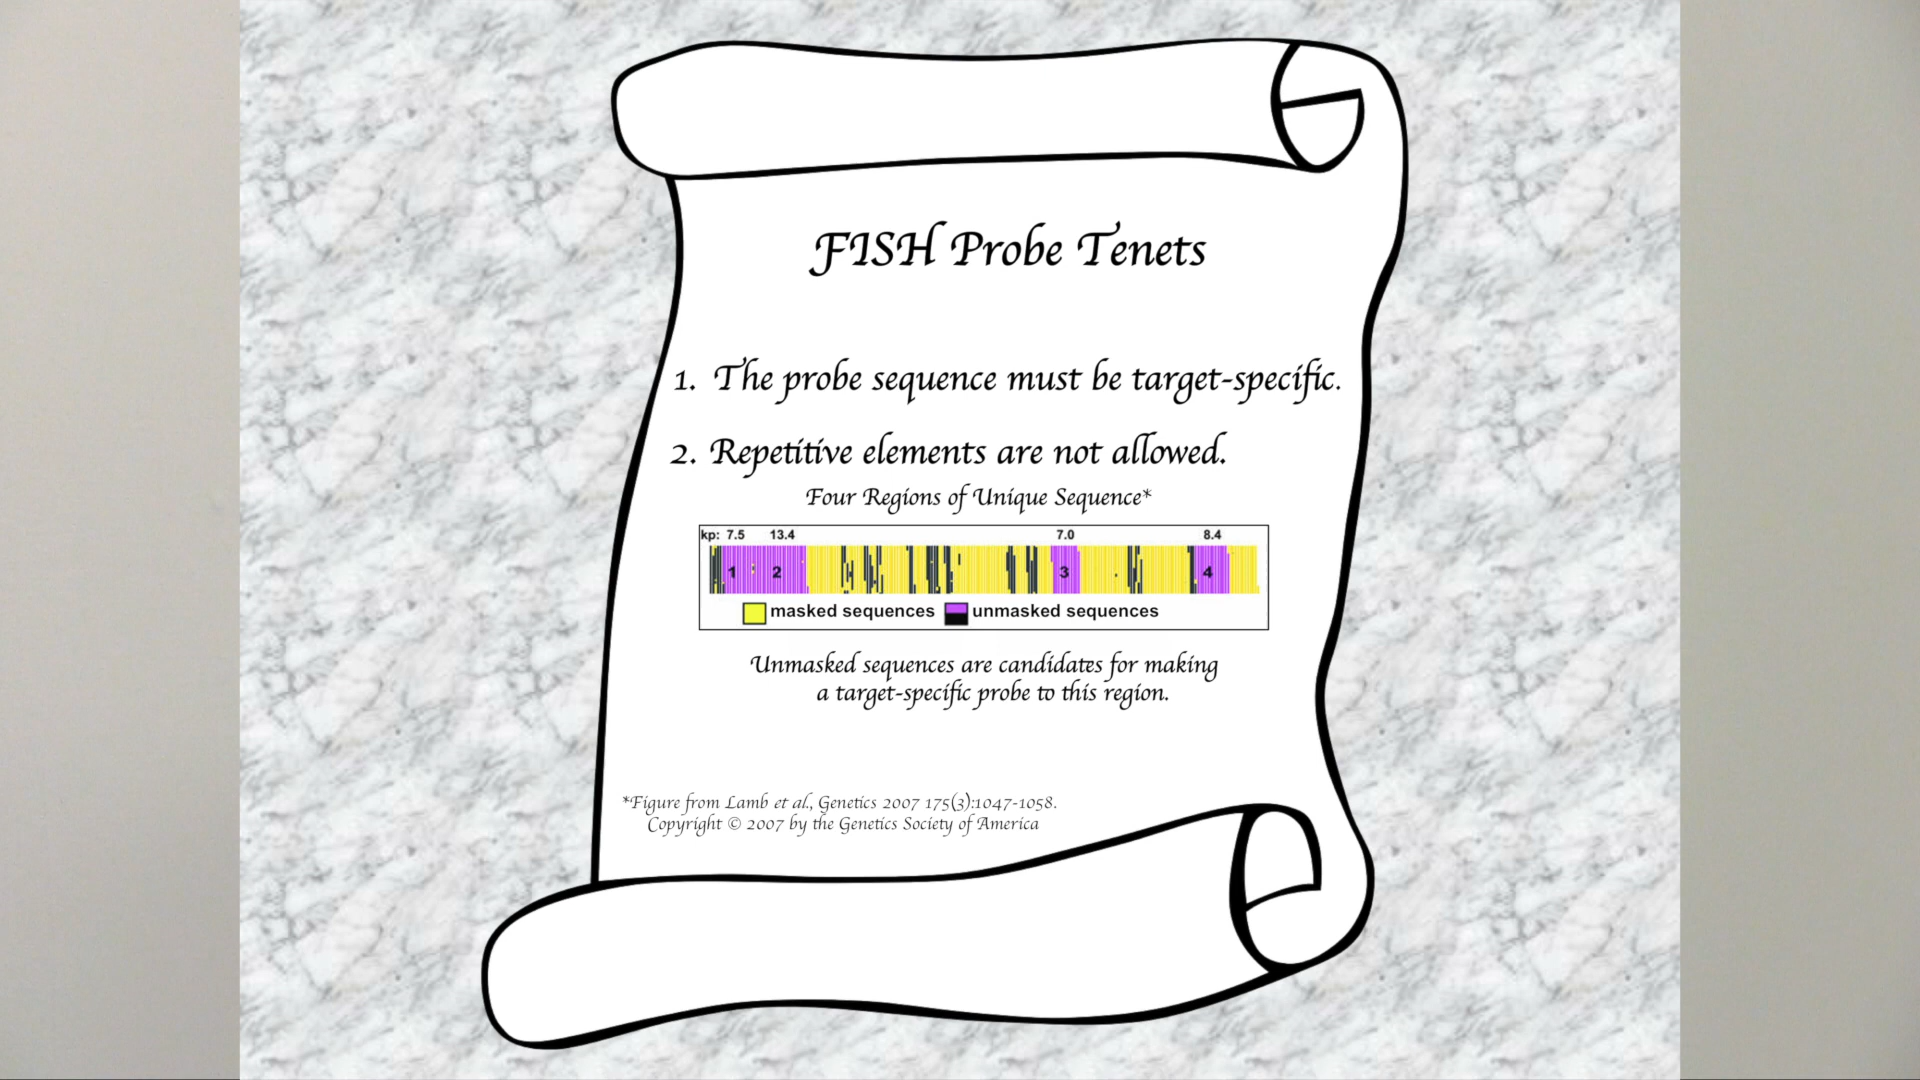 FISH Probe Tenets
1. The probe sequence must be target-specific.
2. Repetitive elements are not allowed.
Four Regions of Unique Sequence*
kp: 7.5 13.4 7.0 8.4
1 2 3 4
masked sequences unmasked sequences
Unmasked sequences are candidates for making
a target-specific probe to this region.
*Figure from Lamb et al., Genetics 2007 175(3):1047-1058.
Copyright © 2007 by the Genetics Society of America